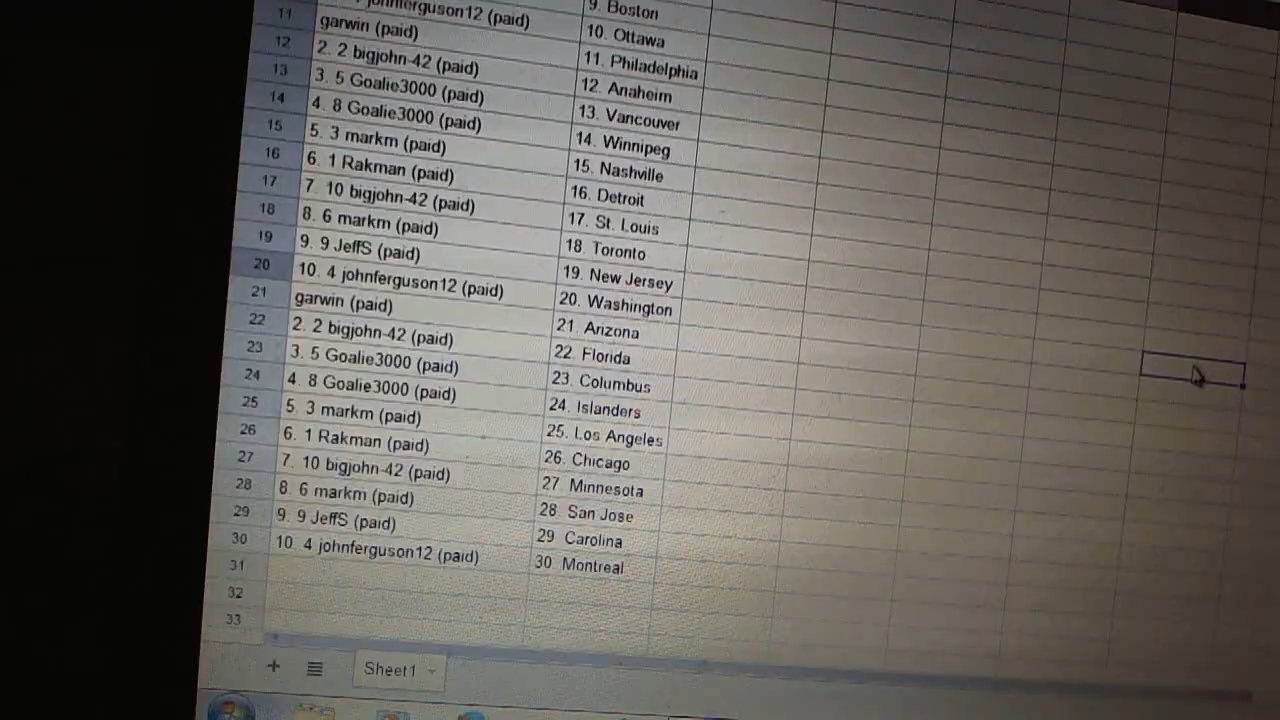 9. Boston
johnferguson12 (paid) 10. Ottawa
11 garwin (paid) 11. Philadelphia
12 2. 2 bigjohn-42 (paid) 12. Anaheim
13 3. 5 Goalie3000 (paid) 13. Vancouver
14 4. 8 Goalie3000 (paid) 14. Winnipeg
15 5. 3 markm (paid) 15. Nashville
16 6. 1 Rakman (paid) 16. Detroit
17 7. 10 bigjohn-42 (paid) 17. St. Louis
18 8. 6 markm (paid) 18. Toronto
19 9. 9 JeffS (paid) 19. New Jersey
20 10. 4 johnferguson12 (paid) 20. Washington
21 garwin (paid) 21. Arizona
22 2. 2 bigjohn-42 (paid) 22. Florida
23 3. 5 Goalie3000 (paid) 23. Columbus
24 4. 8 Goalie3000 (paid) 24. Islanders
25 5. 3 markm (paid) 25. Los Angeles
26 6. 1 Rakman (paid) 26. Chicago
27 7. 10 bigjohn-42 (paid) 27. Minnesota
28 8. 6 markm (paid) 28. San Jose
29 9. 9 JeffS (paid) 29 Carolina
30 10. 4 johnferguson12 (paid) 30 Montreal
31
32
33
Sheet1